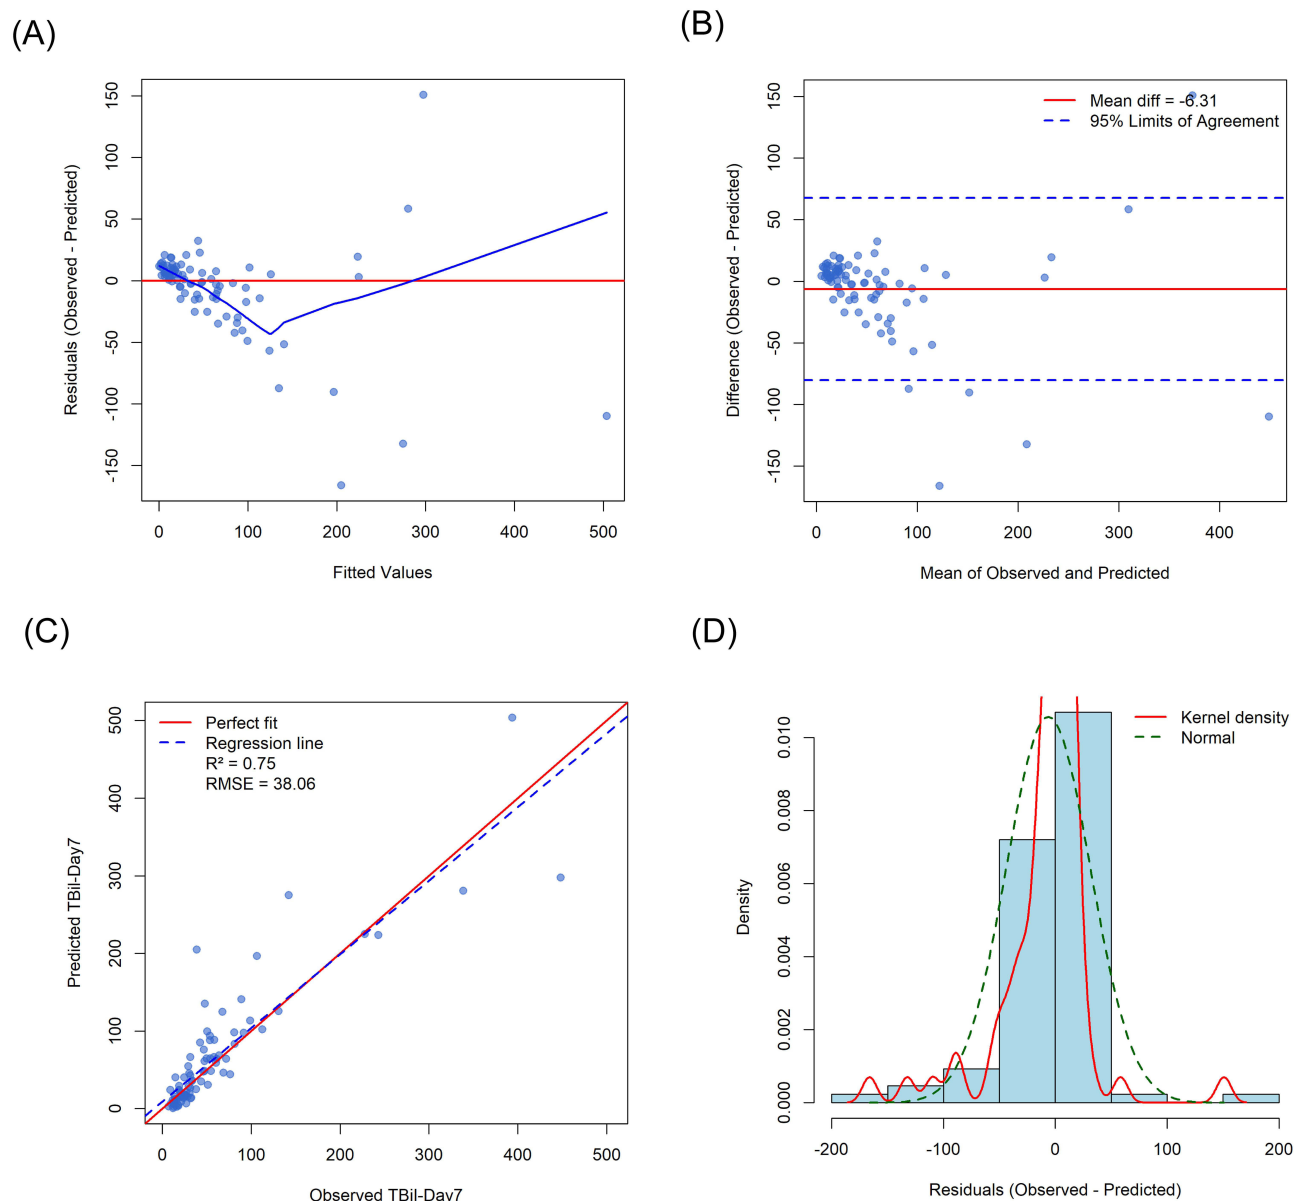 (A)
150
100
50
0
-50
-100
-150
Residuals (Observed - Predicted)
0 100 200 300 400 500
Fitted Values
(B)
Mean diff = -6.31
95% Limits of Agreement
150
100
50
0
-50
-100
-150
Difference (Observed - Predicted)
0 100 200 300 400
Mean of Observed and Predicted
(C)
Perfect fit
Regression line
R² = 0.75
RMSE = 38.06
500
400
300
200
100
0
Predicted TBil-Day7
0 100 200 300 400 500
Observed TBil-Day7
(D)
Kernel density
Normal
0.010
0.008
0.006
0.004
0.002
0.000
Density
-200 -100 0 100 200
Residuals (Observed - Predicted)